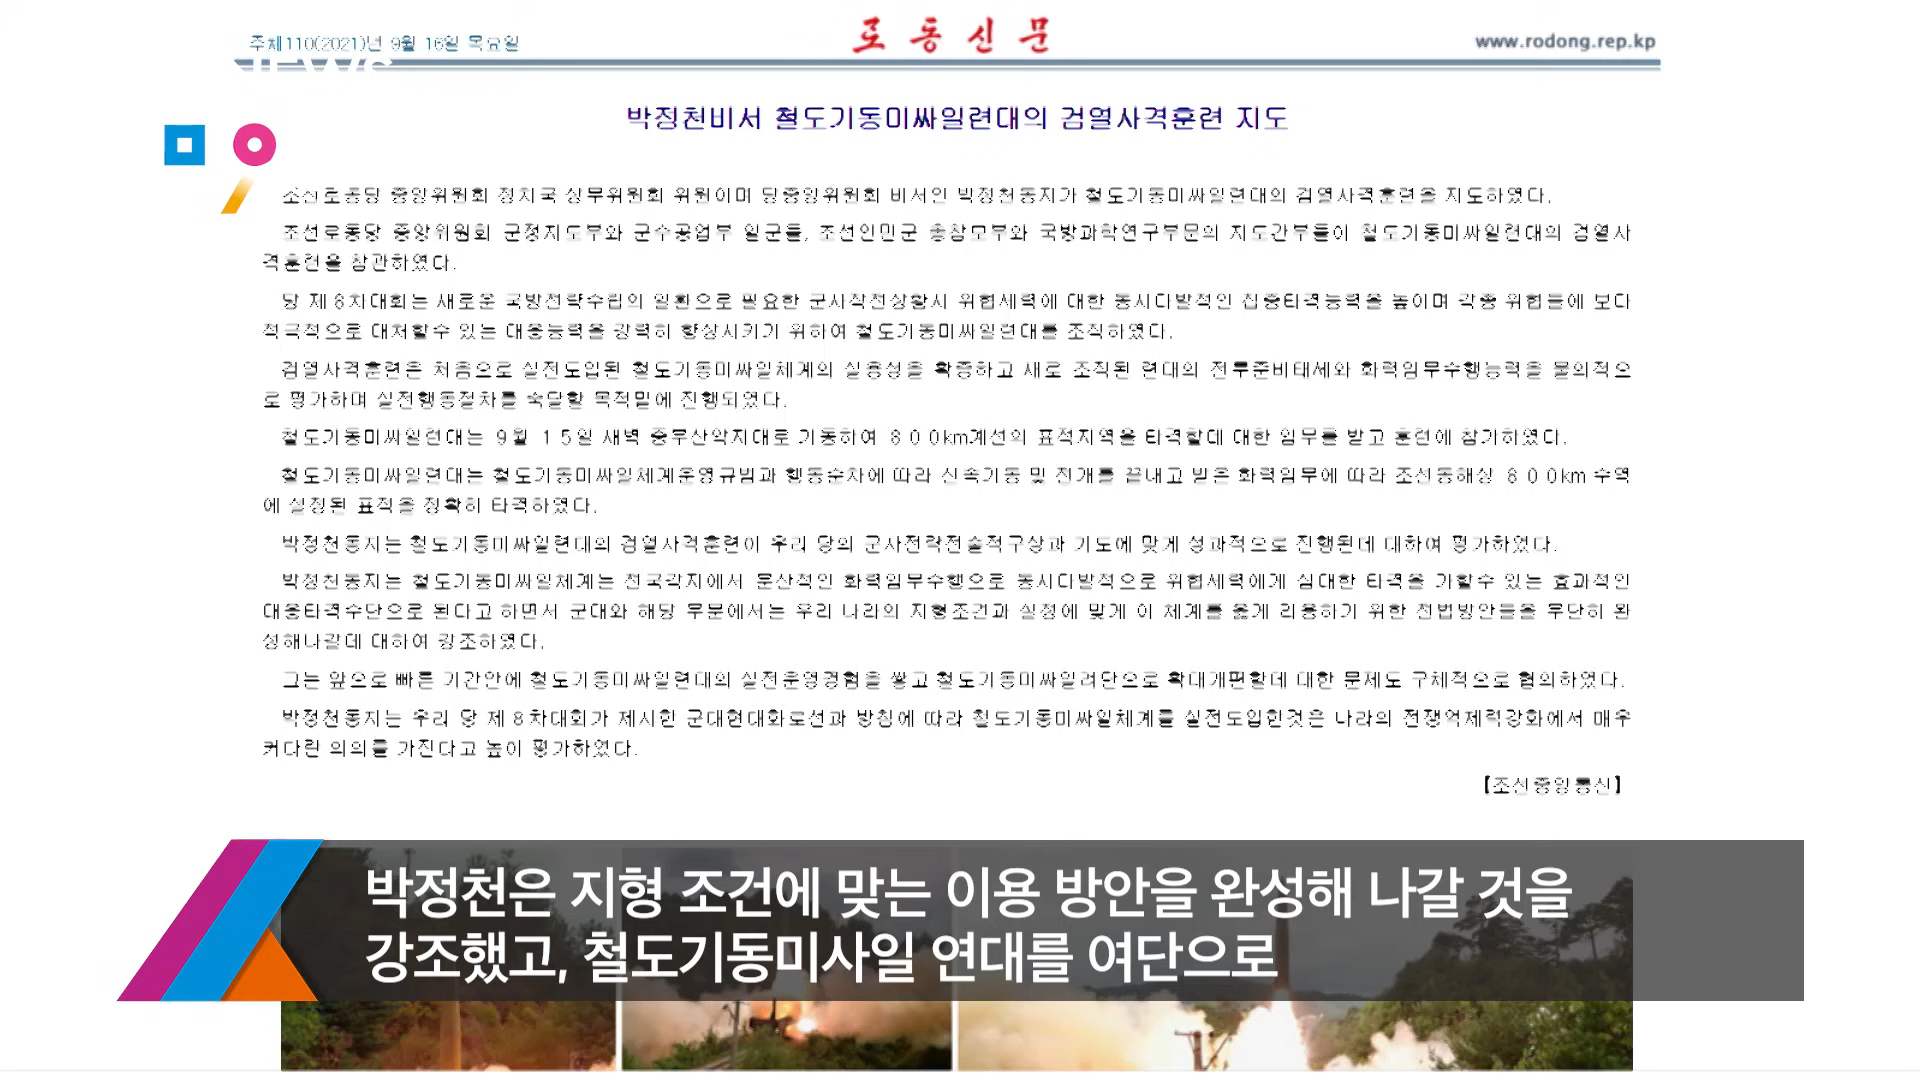 주체110(2021)년 9월 16일 목요일
로동신문
www.rodong.rep.kp
박정천비서 철도기동미싸일련대의 검열사격훈련 지도
조선로동당 중앙위원회 정치국 상무위원회 위원이며 당중앙위원회 비서인 박정천동지가 철도기동미싸일련대의 검열사격훈련을 지도하였다.
조선로동당 중앙위원회 군정지도부와 군수공업부 일군들, 조선인민군 총참모부와 국방과학연구부문의 지도간부들이 철도기동미싸일련대의 검열사
격훈련을 참관하였다.
당 제8차대회는 새로운 국방전략수립의 일환으로 필요한 군사작전상황시 위협세력에 대한 동시다발적인 집중타격능력을 높이며 각종 위협들에 보다
적극적으로 대처할수 있는 대응능력을 강력히 향상시키기 위하여 철도기동미싸일련대를 조직하였다.
검열사격훈련은 처음으로 실전도입된 철도기동미싸일체계의 실용성을 확증하고 새로 조직된 련대의 전투준비태세와 화력임무수행능력을 불의적으
로 평가하며 실전행동절차를 숙달할 목적밑에 진행되였다.
철도기동미싸일련대는 9월 15일 새벽 중부산악지대로 기동하여 800km계선의 표적지역을 타격할데 대한 임무를 받고 훈련에 참가하였다.
철도기동미싸일련대는 철도기동미싸일체계운영규범과 행동순차에 따라 신속기동 및 전개를 끝내고 받은 화력임무에 따라 조선동해상 800km 수역
에 설정된 표적을 정확히 타격하였다.
박정천동지는 철도기동미싸일련대의 검열사격훈련이 우리 당의 군사전략전술적구상과 기도에 맞게 성과적으로 진행된데 대하여 평가하였다.
박정천동지는 철도기동미싸일체계는 전국각지에서 분산적인 화력임무수행으로 동시다발적으로 위협세력에게 심대한 타격을 가할수 있는 효과적인
대응타격수단으로 된다고 하면서 군대와 해당 부문에서는 우리 나라의 지형조건과 실정에 맞게 이 체계를 옳게 리용하기 위한 전법방안들을 부단히 완
성해나갈데 대하여 강조하였다.
그는 앞으로 빠른 기간안에 철도기동미싸일련대의 실전운영경험을 쌓고 철도기동미싸일려단으로 확대개편할데 대한 문제도 구체적으로 협의하였다.
박정천동지는 우리 당 제8차대회가 제시한 군대현대화로선과 방침에 따라 철도기동미싸일체계를 실전도입한것은 나라의 전쟁억제력강화에서 매우
커다란 의의를 가진다고 높이 평가하였다.
【조선중앙통신】
박정천은 지형 조건에 맞는 이용 방안을 완성해 나갈 것을
강조했고, 철도기동미사일 연대를 여단으로